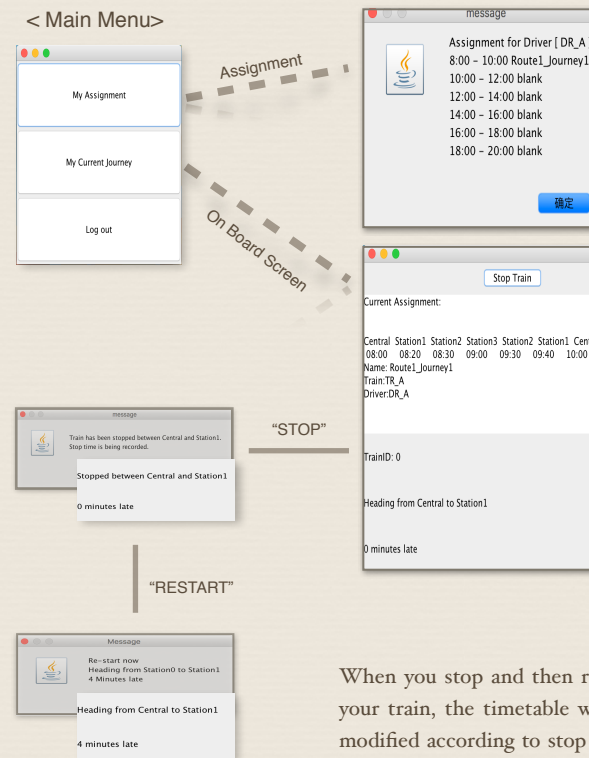 < Main Menu>
My Assignment
My Current Journey
Log out
Assignment
On Board Screen
message
Assignment for Driver [ DR_A
8:00 – 10:00 Route1_Journey1
10:00 – 12:00 blank
12:00 – 14:00 blank
14:00 – 16:00 blank
16:00 – 18:00 blank
18:00 – 20:00 blank
确定
Stop Train
Current Assignment:
Central Station1 Station2 Station3 Station2 Station1 Cent
08:00 08:20 08:30 09:00 09:30 09:40 10:00
Name: Route1_Journey1
Train:TR_A
Driver:DR_A
TrainID: 0
Heading from Central to Station1
0 minutes late
"STOP"
message
Train has been stopped between Central and Station1.
Stop time is being recorded.
Stopped between Central and Station1
0 minutes late
"RESTART"
Message
Re-start now
Heading from Station0 to Station1
4 Minutes late
Heading from Central to Station1
4 minutes late
When you stop and then r
your train, the timetable w
modified according to stop